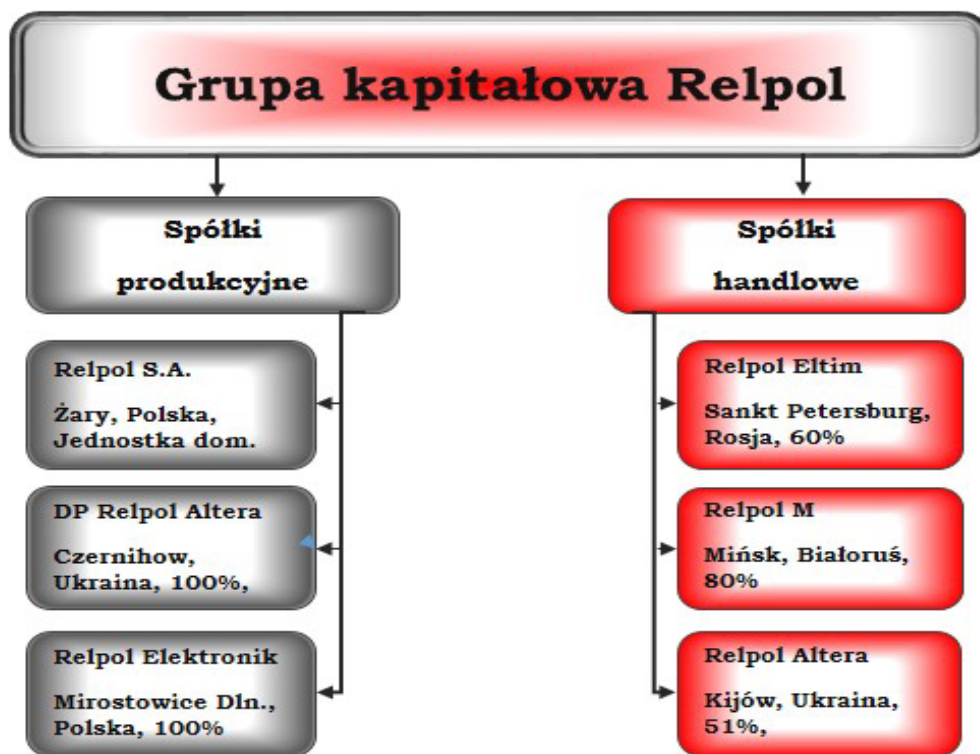 Grupa kapitałowa Relpol
Spółki
produkcyjne
Relpol S.A.
Żary, Polska,
Jednostka dom.
DP Relpol Altera
Czernihow,
Ukraina, 100%,
Relpol Elektronik
Mirostowice Dln.,
Polska, 100%
Spółki
handlowe
Relpol Eltim
Sankt Petersburg,
Rosja, 60%
Relpol M
Mińsk, Białoruś,
80%
Relpol Altera
Kijów, Ukraina,
51%,